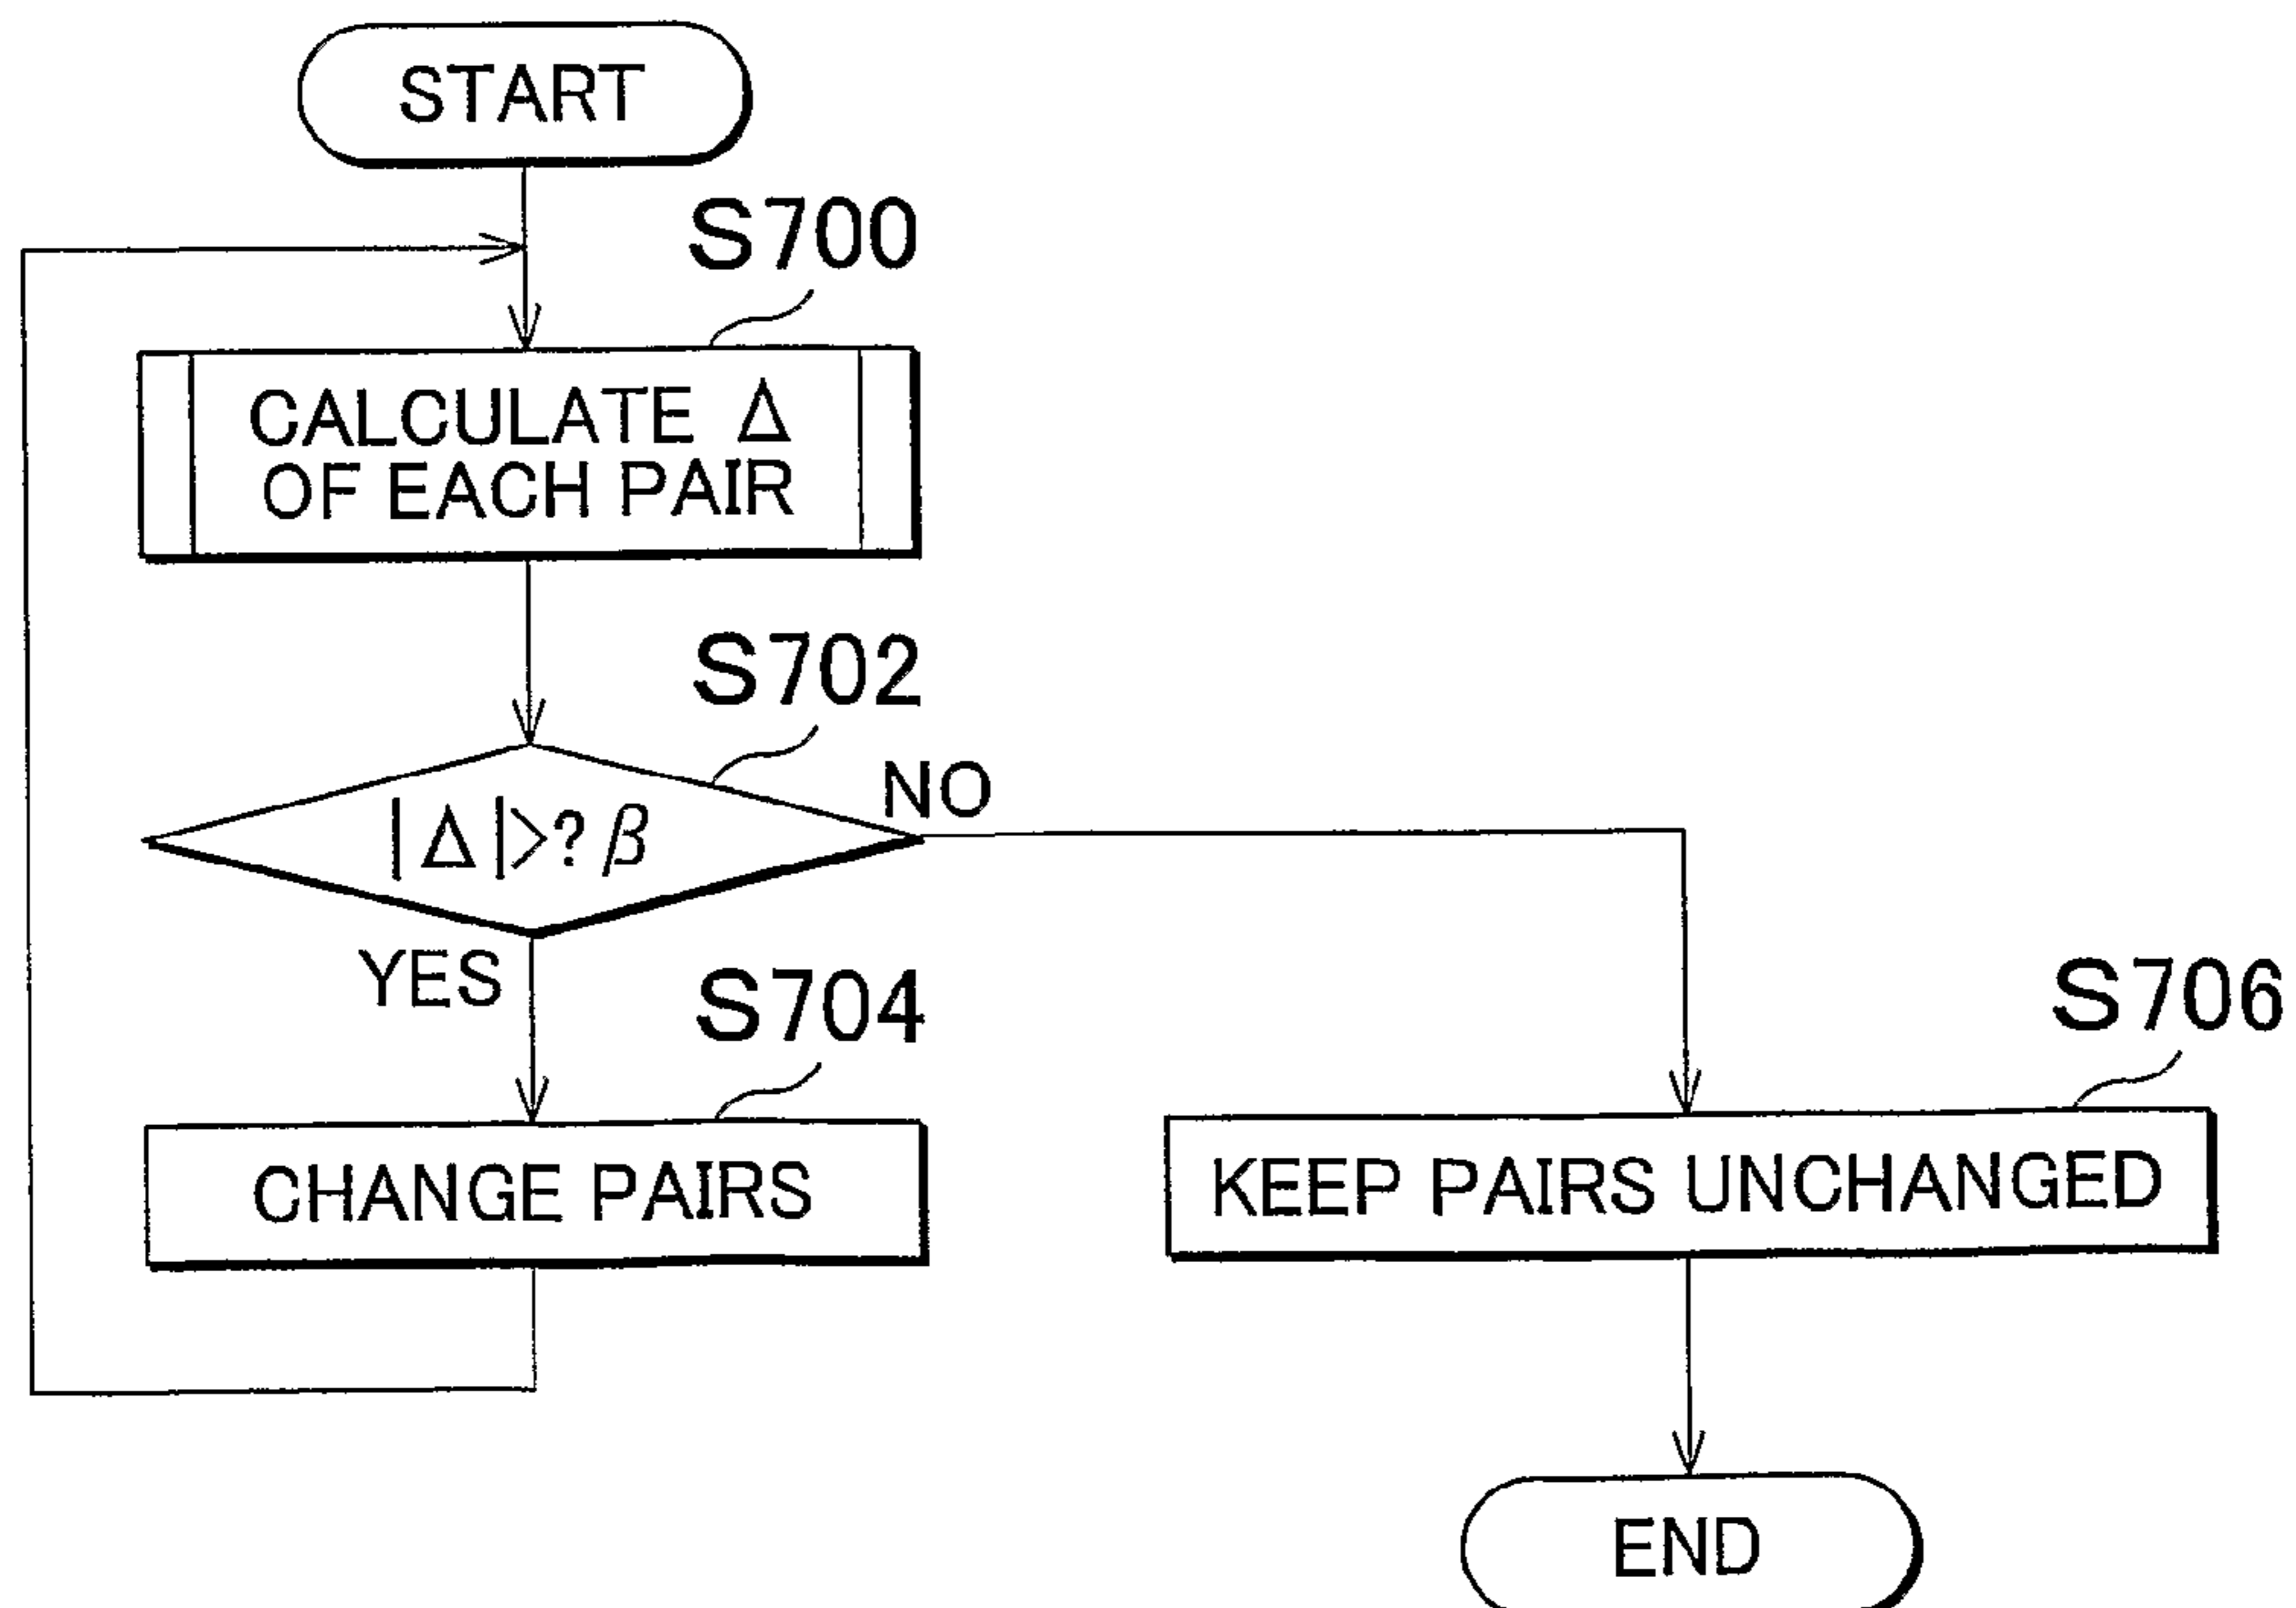 START
S700
CALCULATE Δ
OF EACH PAIR
S702
|Δ|>?β
NO
YES
S704
CHANGE PAIRS
S706
KEEP PAIRS UNCHANGED
END